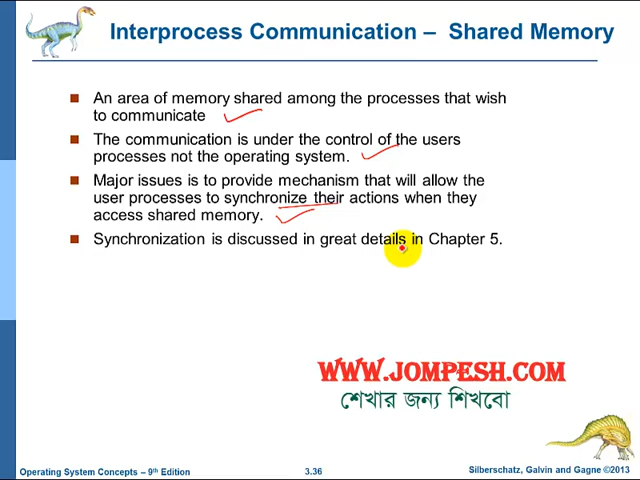 Interprocess Communication – Shared Memory
An area of memory shared among the processes that wish
to communicate
The communication is under the control of the users
processes not the operating system.
Major issues is to provide mechanism that will allow the
user processes to synchronize their actions when they
access shared memory.
Synchronization is discussed in great details in Chapter 5.
WWW.JOMPESH.COM
শেখার জন্য শিখবো
Operating System Concepts – 9th Edition
3.36
Silberschatz, Galvin and Gagne ©2013